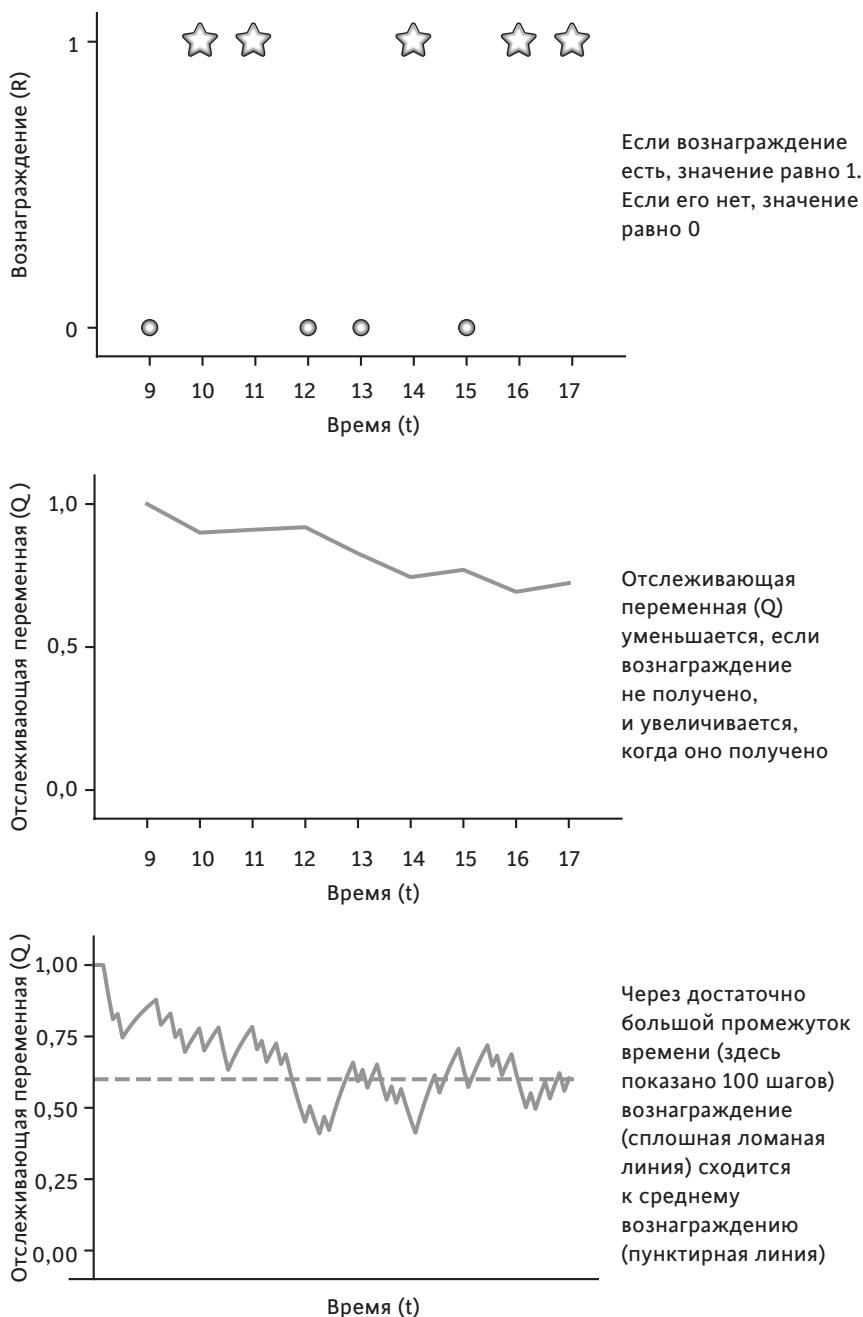 Вознаграждение (R)
1
0
9 10 11 12 13 14 15 16 17
Время (t)
Если вознаграждение
есть, значение равно 1.
Если его нет, значение
равно 0
Отслеживающая переменная (Q )
1,0
0,5
0,0
9 10 11 12 13 14 15 16 17
Время (t)
Отслеживающая
переменная (Q)
уменьшается, если
вознаграждение
не получено,
и увеличивается,
когда оно получено
Отслеживающая переменная (Q )
1,00
0,75
0,50
0,25
0,00
Время (t)
Через достаточно
большой промежуток
времени (здесь
показано 100 шагов)
вознаграждение
(сплошная ломаная
линия) сходится
к среднему
вознаграждению
(пунктирная линия)